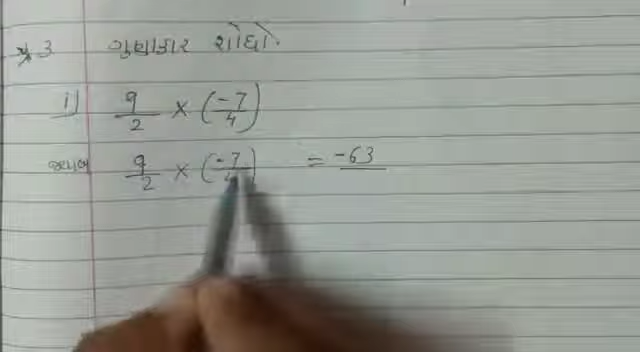 પ્ર 3 ગુણાકાર શોધો.
i) 9/2 × (-7/4)
જવાબ 9/2 × (-7/4) = -63